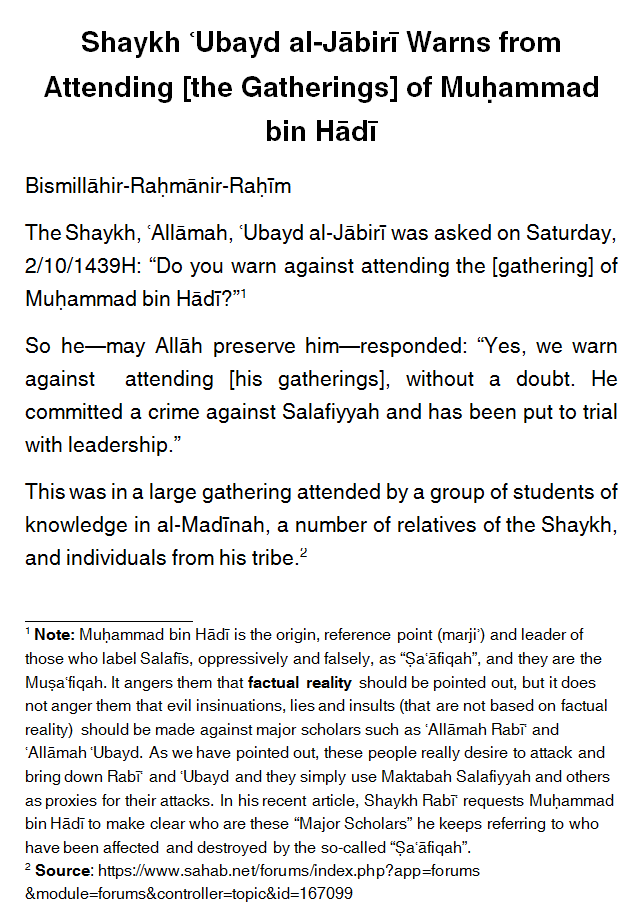 Shaykh ʿUbayd al-Jābirī Warns from
Attending [the Gatherings] of Muḥammad
bin Hādī
Bismillāhir-Raḥmānir-Raḥīm
The Shaykh, ʿAllāmah, ʿUbayd al-Jābirī was asked on Saturday,
2/10/1439H: “Do you warn against attending the [gathering] of
Muḥammad bin Hādī?”1
So he—may Allāh preserve him—responded: “Yes, we warn
against attending [his gatherings], without a doubt. He
committed a crime against Salafiyyah and has been put to trial
with leadership.”
This was in a large gathering attended by a group of students of
knowledge in al-Madīnah, a number of relatives of the Shaykh,
and individuals from his tribe.2
1 Note: Muḥammad bin Hādī is the origin, reference point (marjiʿ) and leader of
those who label Salafīs, oppressively and falsely, as “Ṣaʿāfiqah”, and they are the
Muṣaʿfiqah. It angers them that factual reality should be pointed out, but it does
not anger them that evil insinuations, lies and insults (that are not based on factual
reality) should be made against major scholars such as ʿAllāmah Rabīʿ and
ʿAllāmah ʿUbayd. As we have pointed out, these people really desire to attack and
bring down Rabīʿ and ʿUbayd and they simply use Maktabah Salafiyyah and others
as proxies for their attacks. In his recent article, Shaykh Rabīʿ requests Muḥammad
bin Hādī to make clear who are these “Major Scholars” he keeps referring to who
have been affected and destroyed by the so-called “Ṣaʿāfiqah”.
2 Source: https://www.sahab.net/forums/index.php?app=forums
&module=forums&controller=topic&id=167099